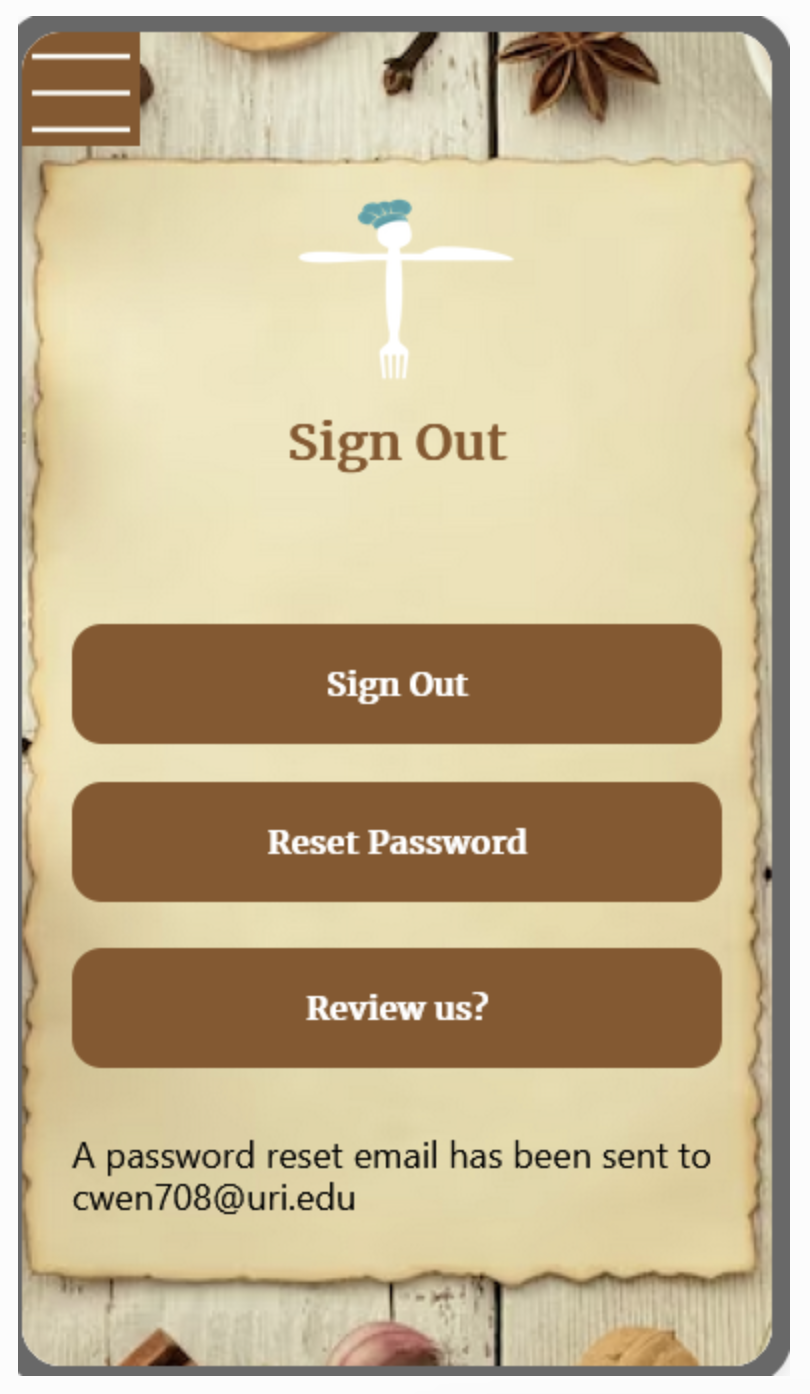 Sign Out
Sign Out
Reset Password
Review us?
A password reset email has been sent to
cwen708@uri.edu